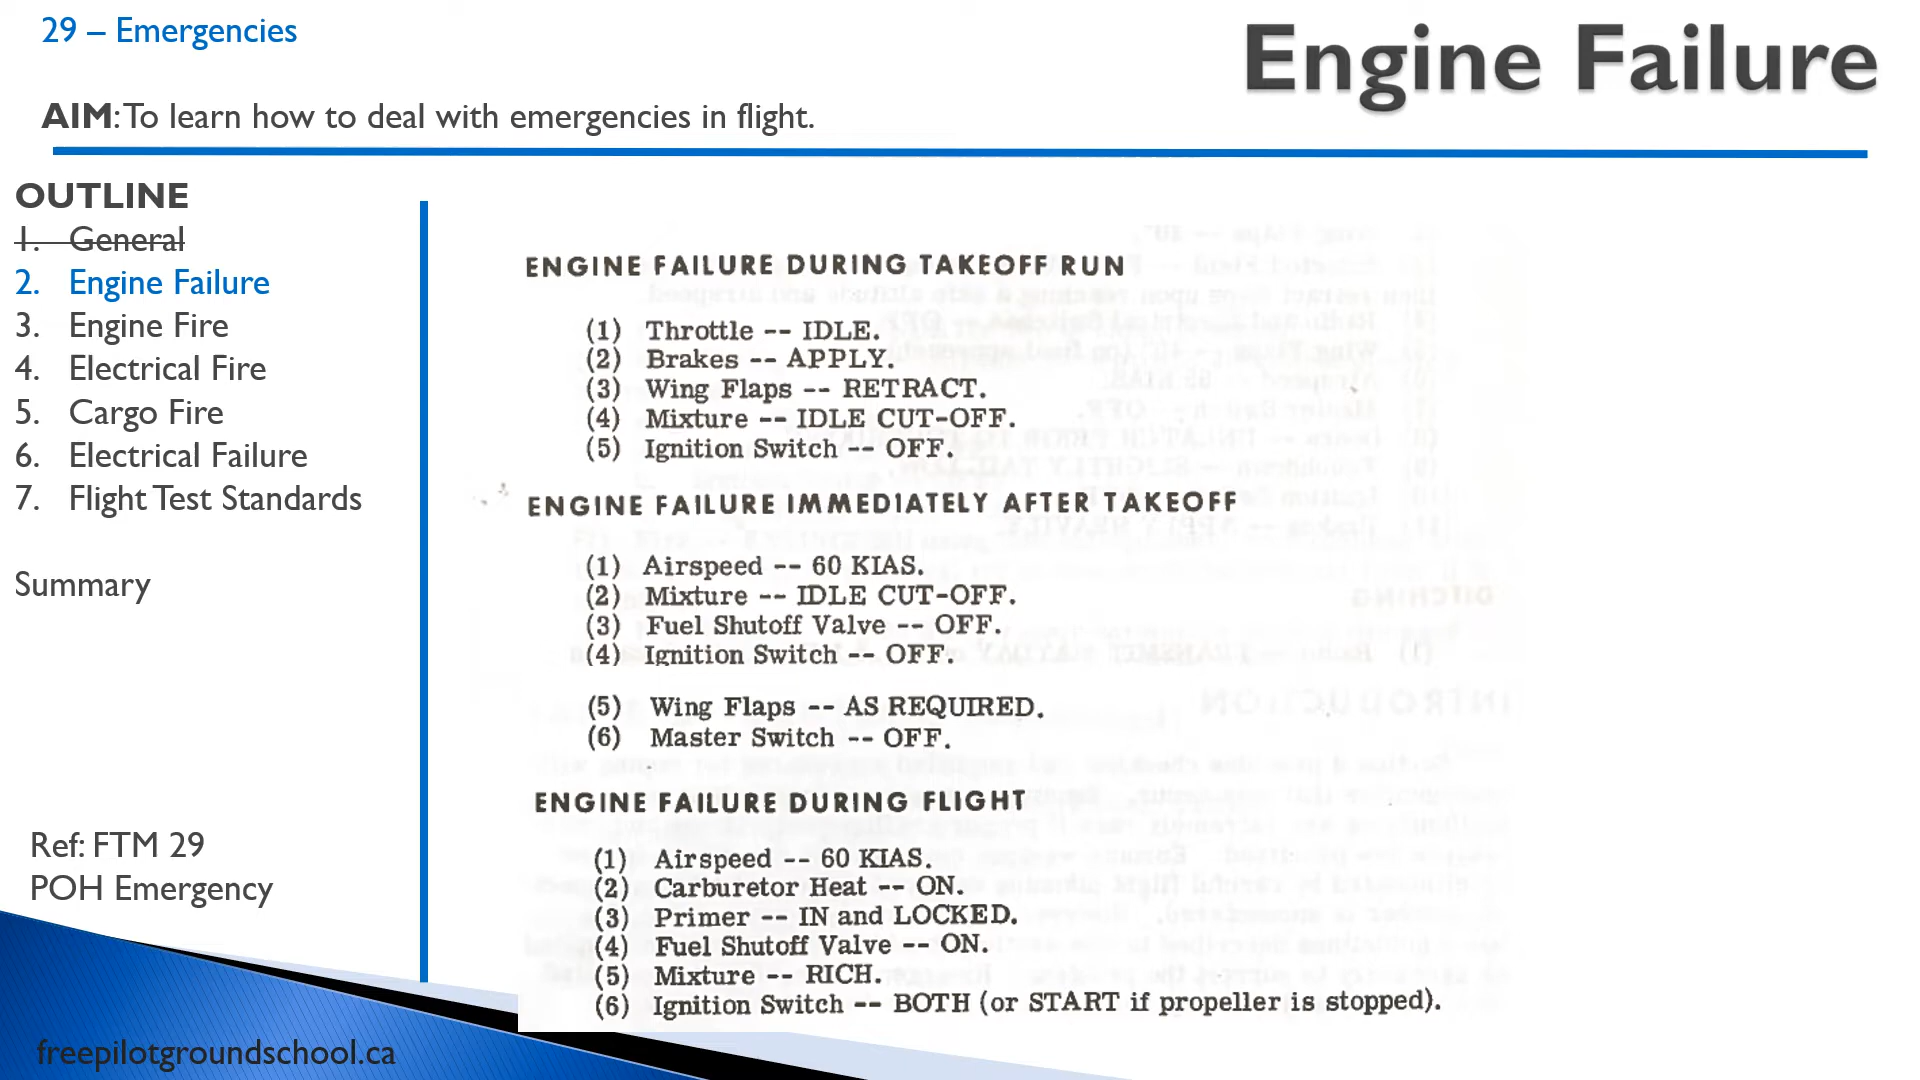 29 – Emergencies
Engine Failure
AIM: To learn how to deal with emergencies in flight.
OUTLINE
1. General
2. Engine Failure
3. Engine Fire
4. Electrical Fire
5. Cargo Fire
6. Electrical Failure
7. Flight Test Standards
Summary
Ref: FTM 29
POH Emergency
freepilotgroundschool.ca
ENGINE FAILURE DURING TAKEOFF RUN
(1) Throttle -- IDLE.
(2) Brakes -- APPLY.
(3) Wing Flaps -- RETRACT.
(4) Mixture -- IDLE CUT-OFF.
(5) Ignition Switch -- OFF.
ENGINE FAILURE IMMEDIATELY AFTER TAKEOFF
(1) Airspeed -- 60 KIAS.
(2) Mixture -- IDLE CUT-OFF.
(3) Fuel Shutoff Valve -- OFF.
(4) Ignition Switch -- OFF.
(5) Wing Flaps -- AS REQUIRED.
(6) Master Switch -- OFF.
ENGINE FAILURE DURING FLIGHT
(1) Airspeed -- 60 KIAS.
(2) Carburetor Heat -- ON.
(3) Primer -- IN and LOCKED.
(4) Fuel Shutoff Valve -- ON.
(5) Mixture -- RICH.
(6) Ignition Switch -- BOTH (or START if propeller is stopped).